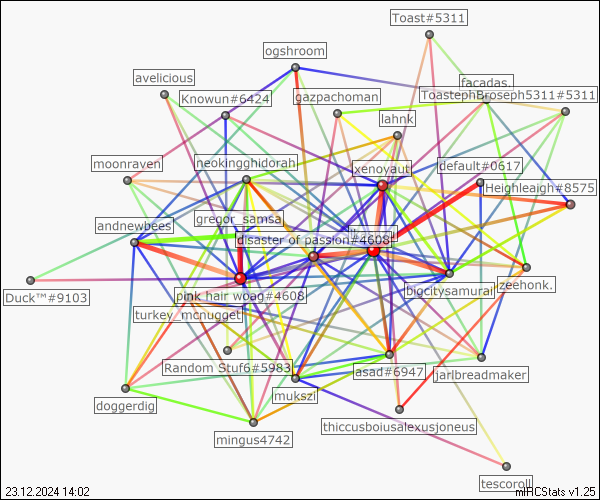 Toast#5311
ogshroom
avelicious
facadas.
Knowun#6424
gazpachoman
ToastephBroseph5311#5311
lahnk
moonraven
neokingghidorah
xenoyaut
default#0617
Heighleaigh#8575
gregor_samsa
andnewbees
disaster of passion#4608
Duck™#9103
pink hair woag#4608
bigcitysamurai
zeehonk.
turkey_mcnugget
Random Stuf6#5983
asad#6947
jarlbreadmaker
mukszi
doggerdig
thiccusboiusalexusjoneus
mingus4742
tescoroll
23.12.2024 14:02
mIHCStats v1.25